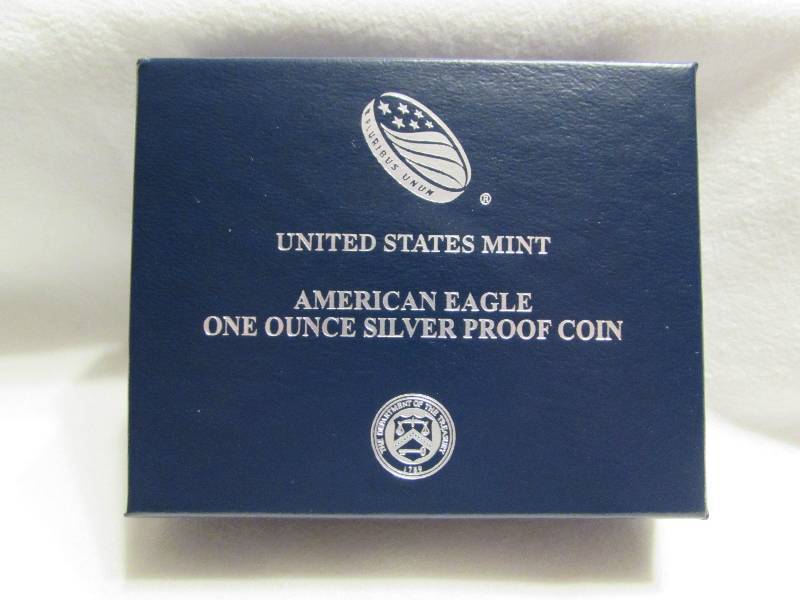 E PLURIBUS UNUM
®
UNITED STATES MINT
AMERICAN EAGLE
ONE OUNCE SILVER PROOF COIN
THE DEPARTMENT OF THE TREASURY
1789